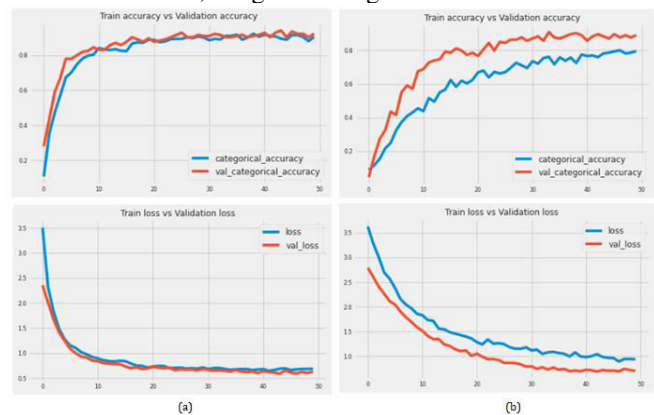 Train accuracy vs Validation accuracy
0.8
0.6
0.4
0.2
0 10 20 30 40 50
categorical_accuracy
val_categorical_accuracy
Train accuracy vs Validation accuracy
0.8
0.6
0.4
0.2
0 10 20 30 40 50
categorical_accuracy
val_categorical_accuracy
Train loss vs Validation loss
3.5
3.0
2.5
2.0
1.5
1.0
0.5
0 10 20 30 40 50
loss
val_loss
(a)
Train loss vs Validation loss
3.5
3.0
2.5
2.0
1.5
1.0
0 10 20 30 40 50
loss
val_loss
(b)